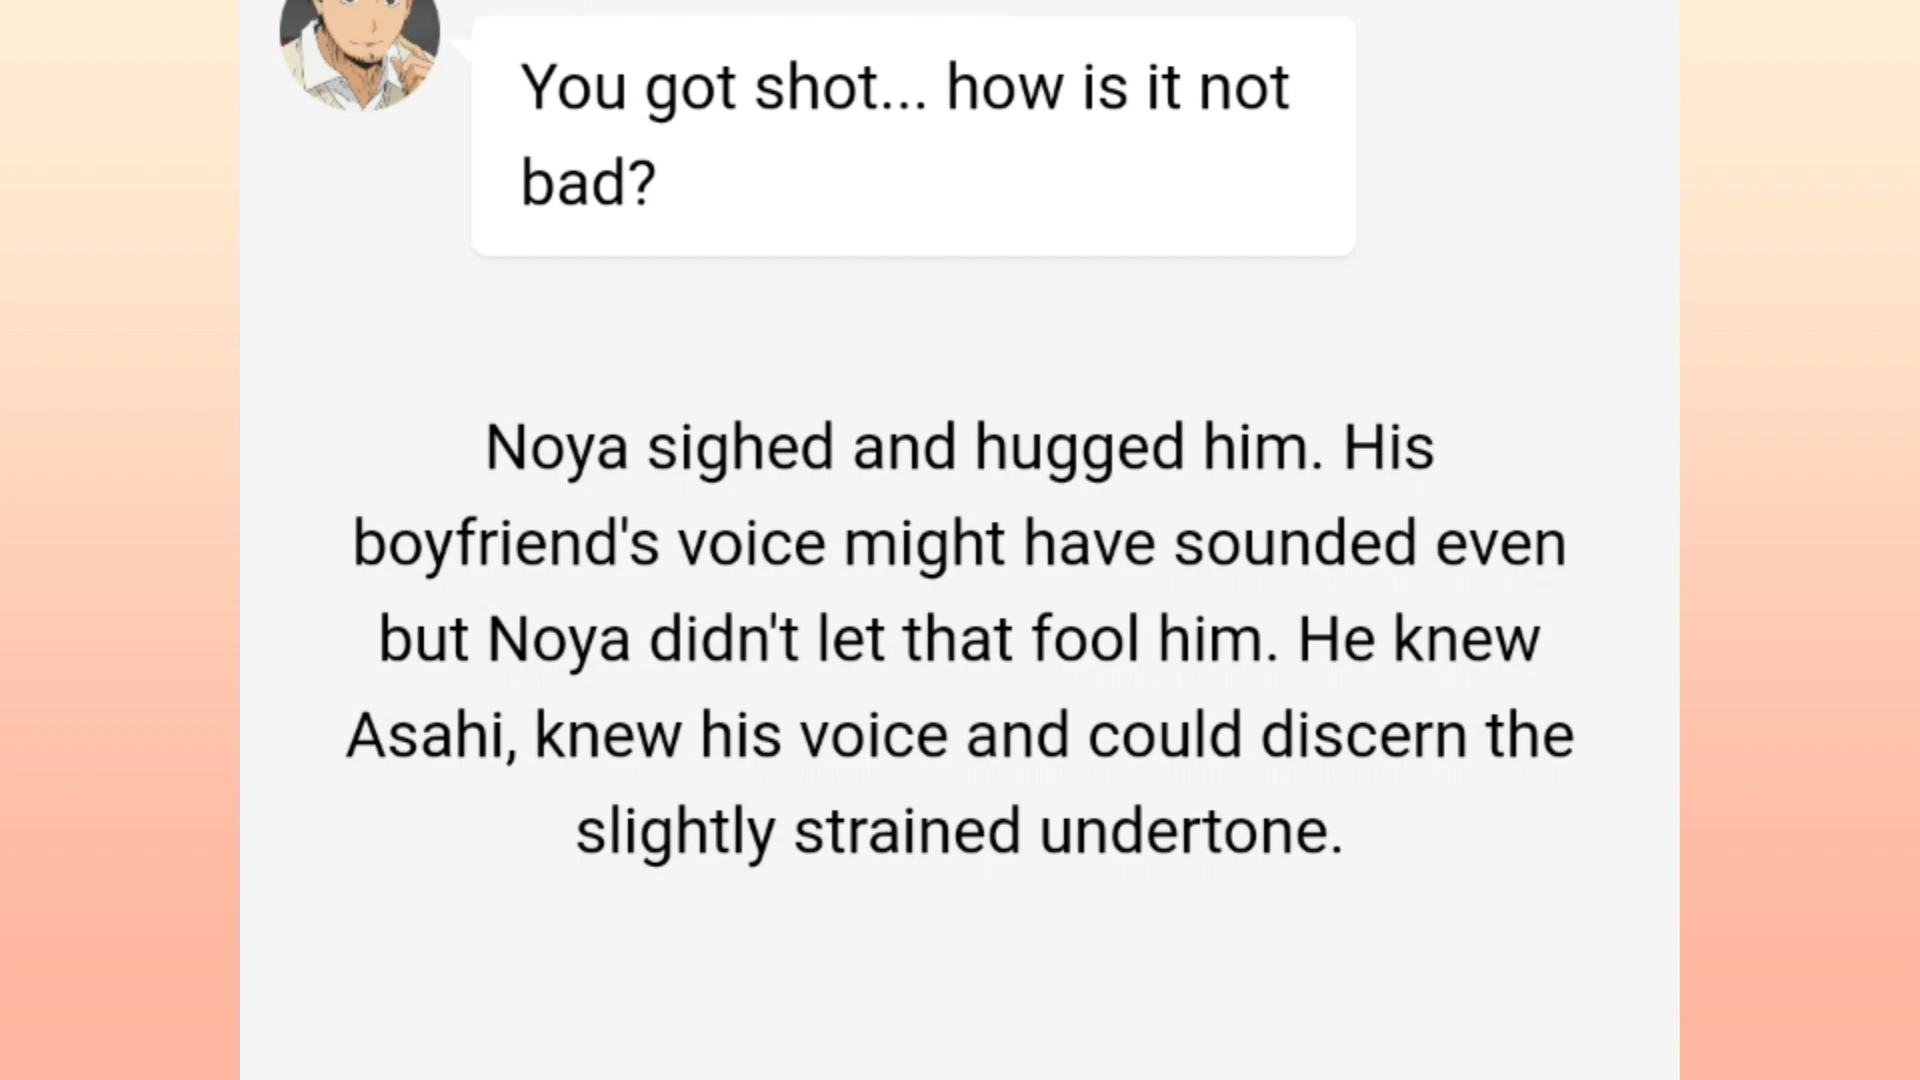 You got shot... how is it not
bad?
Noya sighed and hugged him. His
boyfriend's voice might have sounded even
but Noya didn't let that fool him. He knew
Asahi, knew his voice and could discern the
slightly strained undertone.